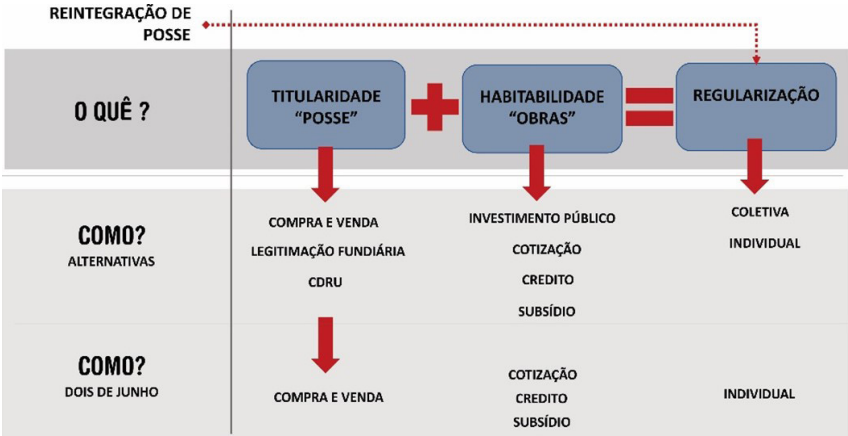 REINTEGRAÇÃO DE
POSSE
O QUÊ ?
TITULARIDADE
“POSSE”
HABITABILIDADE
“OBRAS”
REGULARIZAÇÃO
COMO?
ALTERNATIVAS
COMPRA E VENDA
LEGITIMAÇÃO FUNDIÁRIA
CDRU
INVESTIMENTO PÚBLICO
COTIZAÇÃO
CREDITO
SUBSÍDIO
COLETIVA
INDIVIDUAL
COMO?
DOIS DE JUNHO
COMPRA E VENDA
COTIZAÇÃO
CREDITO
SUBSÍDIO
INDIVIDUAL